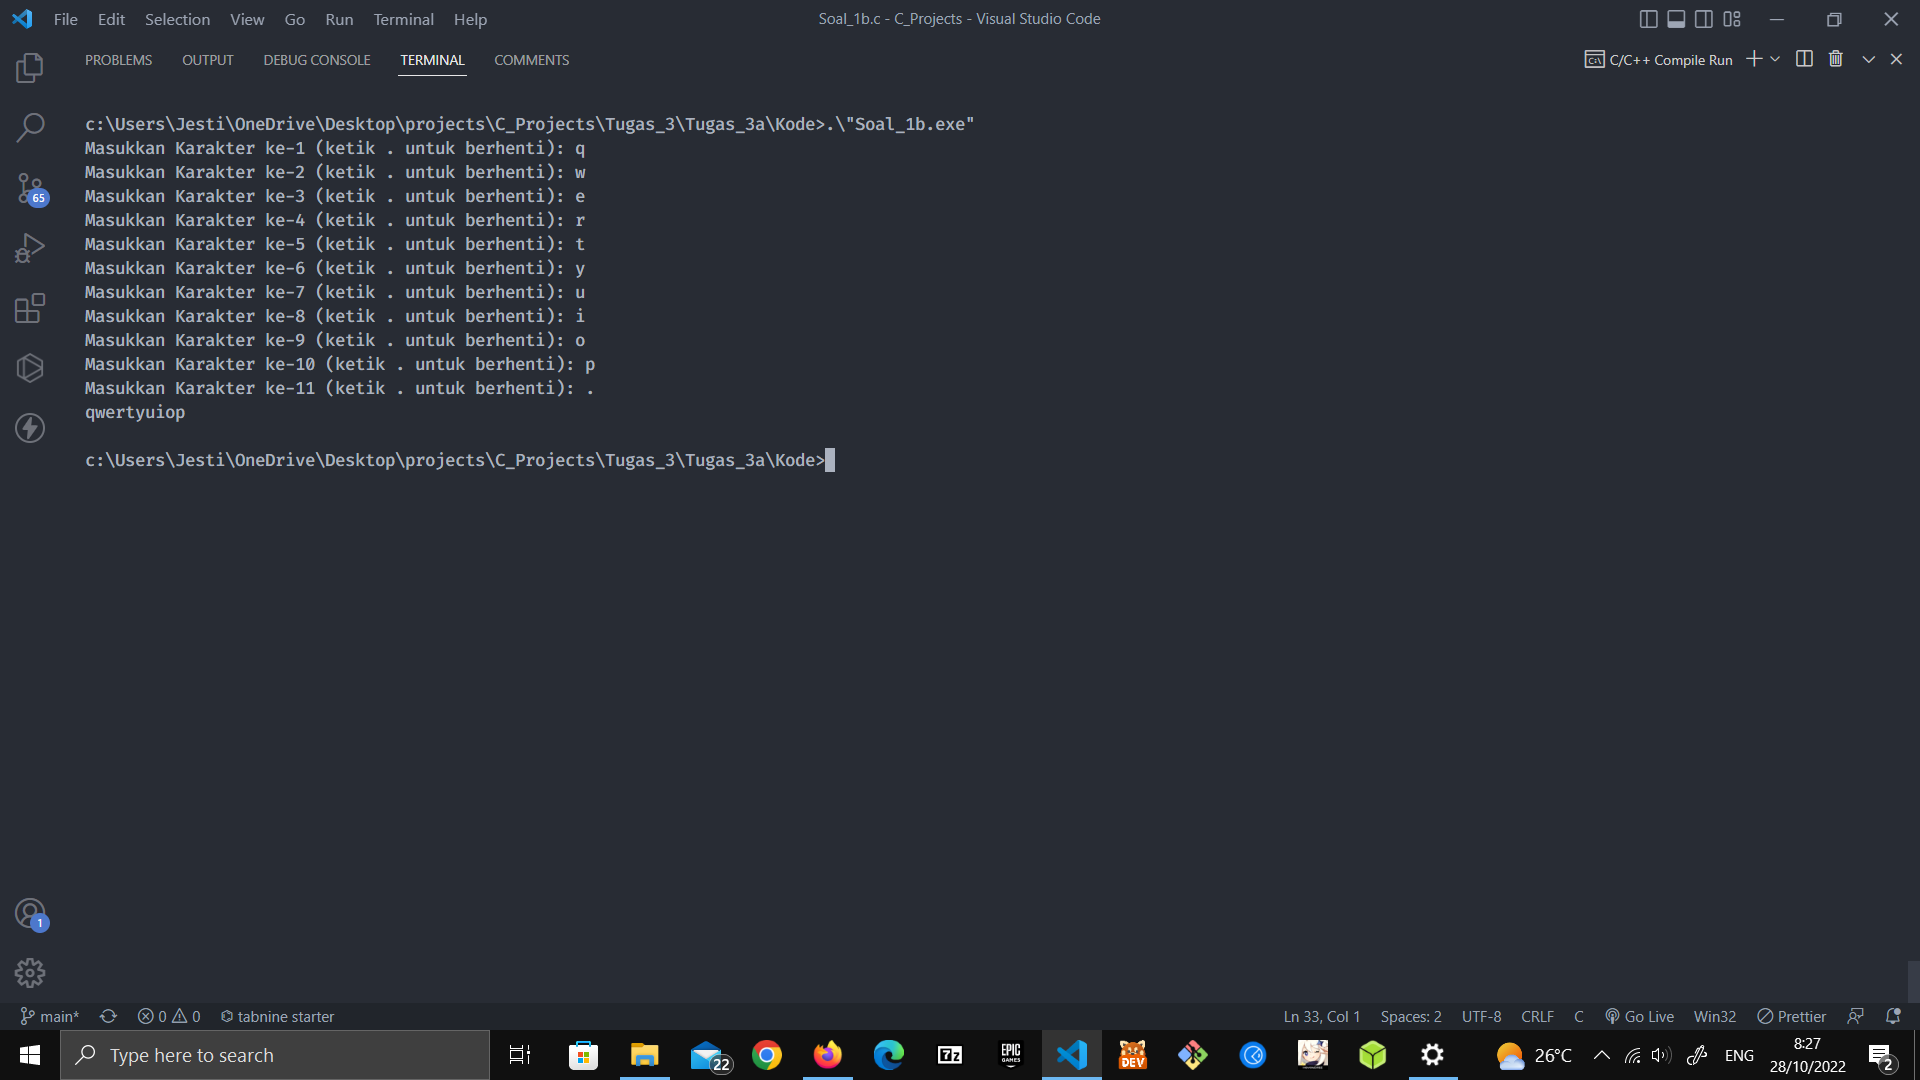 File Edit Selection View Go Run Terminal Help
Soal_1b.c - C_Projects - Visual Studio Code
PROBLEMS OUTPUT DEBUG CONSOLE TERMINAL COMMENTS
C/C++ Compile Run
c:\Users\Jesti\OneDrive\Desktop\projects\C_Projects\Tugas_3\Tugas_3a\Kode>.\"Soal_1b.exe"
Masukkan Karakter ke-1 (ketik . untuk berhenti): q
Masukkan Karakter ke-2 (ketik . untuk berhenti): w
Masukkan Karakter ke-3 (ketik . untuk berhenti): e
Masukkan Karakter ke-4 (ketik . untuk berhenti): r
Masukkan Karakter ke-5 (ketik . untuk berhenti): t
Masukkan Karakter ke-6 (ketik . untuk berhenti): y
Masukkan Karakter ke-7 (ketik . untuk berhenti): u
Masukkan Karakter ke-8 (ketik . untuk berhenti): i
Masukkan Karakter ke-9 (ketik . untuk berhenti): o
Masukkan Karakter ke-10 (ketik . untuk berhenti): p
Masukkan Karakter ke-11 (ketik . untuk berhenti): .
qwertyuiop
c:\Users\Jesti\OneDrive\Desktop\projects\C_Projects\Tugas_3\Tugas_3a\Kode>
65
1
main* 0 0 tabnine starter
Ln 33, Col 1 Spaces: 2 UTF-8 CRLF C Go Live Win32 Prettier
Type here to search
22
7z
EPIC GAMES
DEV
26°C
ENG
8:27
28/10/2022
2